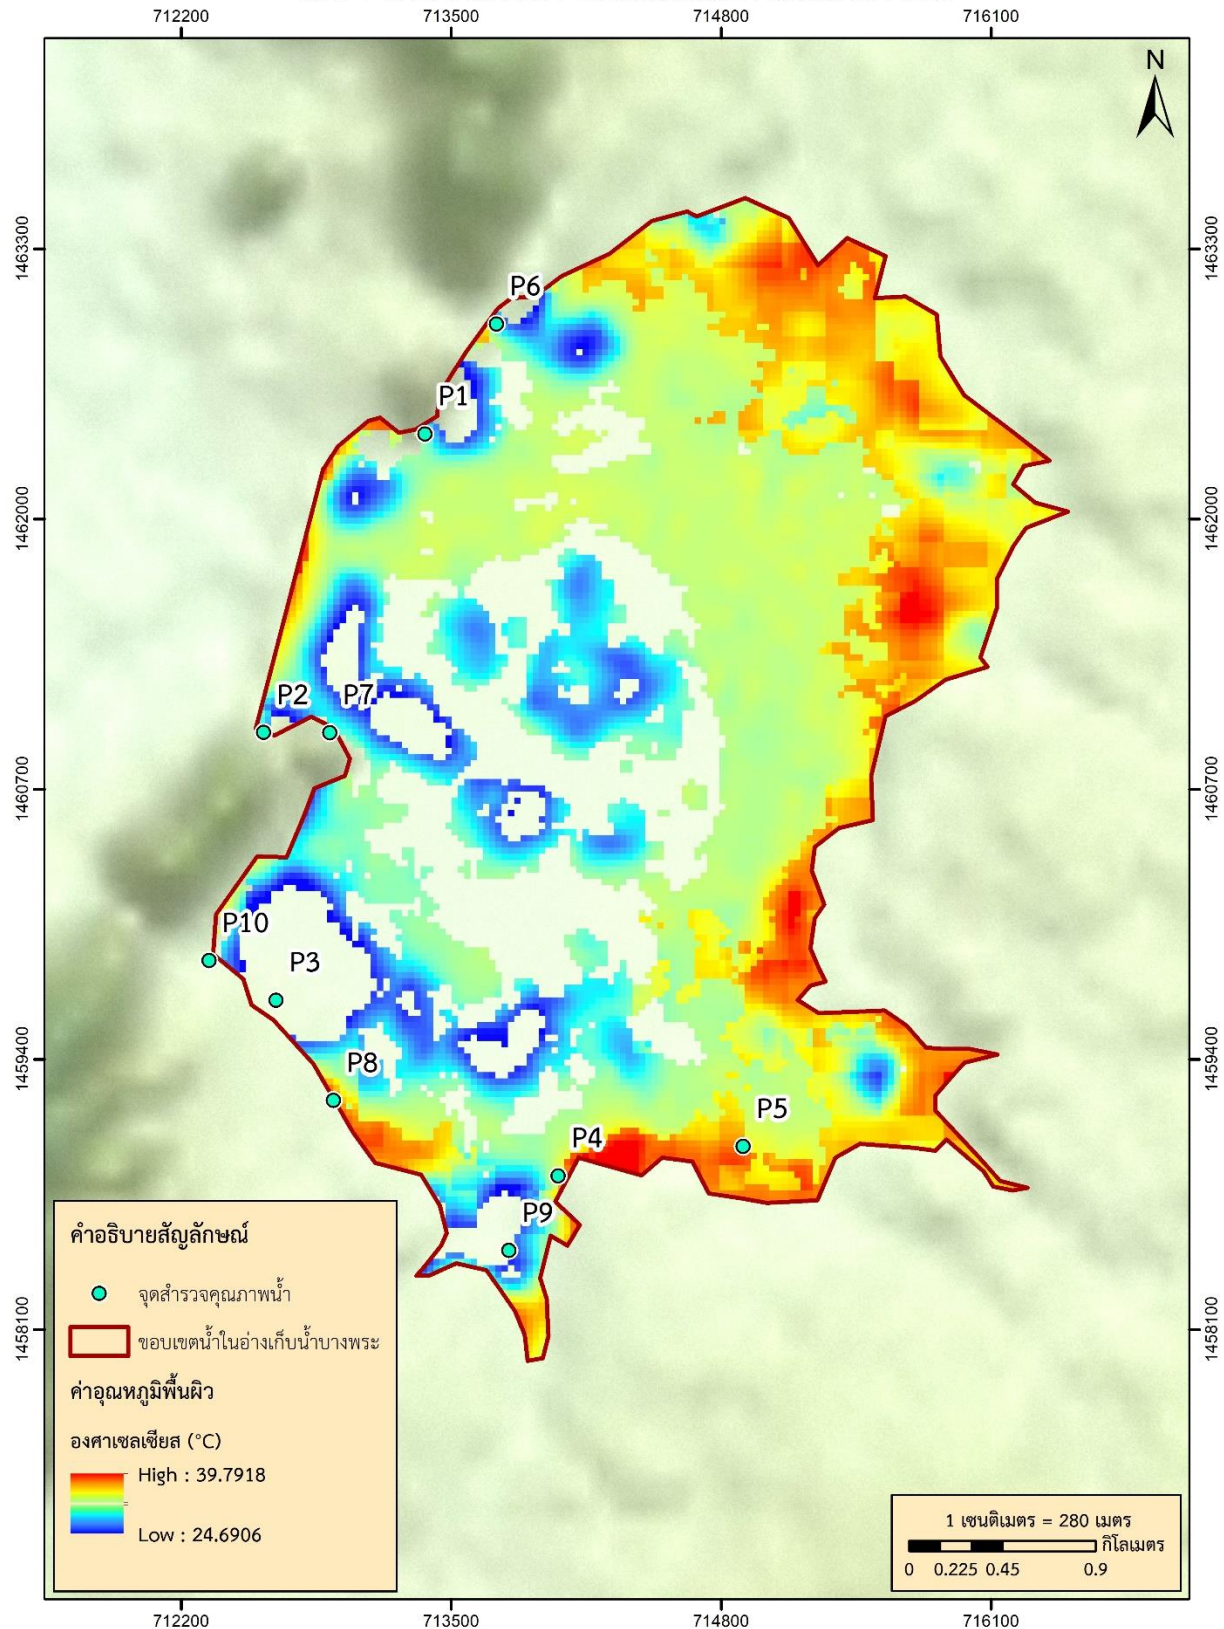 712200 713500 714800 716100
N
1463300 1463300
P6
P1
1462000 1462000
P2 P7
1460700 1460700
P10
P3
1459400 1459400
P8
P5
P4
P9
1458100 1458100
คำอธิบายสัญลักษณ์
จุดสำรวจคุณภาพน้ำ
ขอบเขตน้ำในอ่างเก็บน้ำบางพระ
ค่าอุณหภูมิพื้นผิว
องศาเซลเซียส (°C)
High : 39.7918
Low : 24.6906
1 เซนติเมตร = 280 เมตร
กิโลเมตร
0 0.225 0.45 0.9
712200 713500 714800 716100